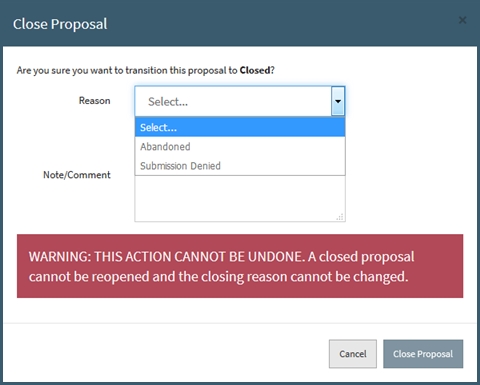 Close Proposal
×
Are you sure you want to transition this proposal to Closed?
Reason
Select...
Select...
Abandoned
Submission Denied
Note/Comment
WARNING: THIS ACTION CANNOT BE UNDONE. A closed proposal
cannot be reopened and the closing reason cannot be changed.
Cancel
Close Proposal